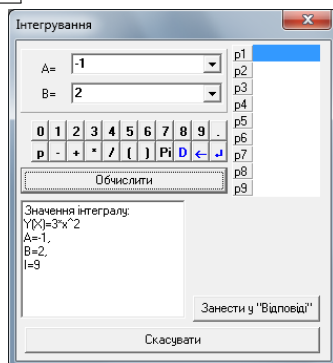 Інтегрування
A= -1
B= 2
p1
p2
p3
p4
p5
p6
p7
p8
p9
0 1 2 3 4 5 6 7 8 9 .
p - + * / ( ) Pi D ← ↵
Обчислити
Значення інтегралу:
Y(X)=3*x^2
A=-1,
B=2,
I=9
Занести у "Відповіді"
Скасувати